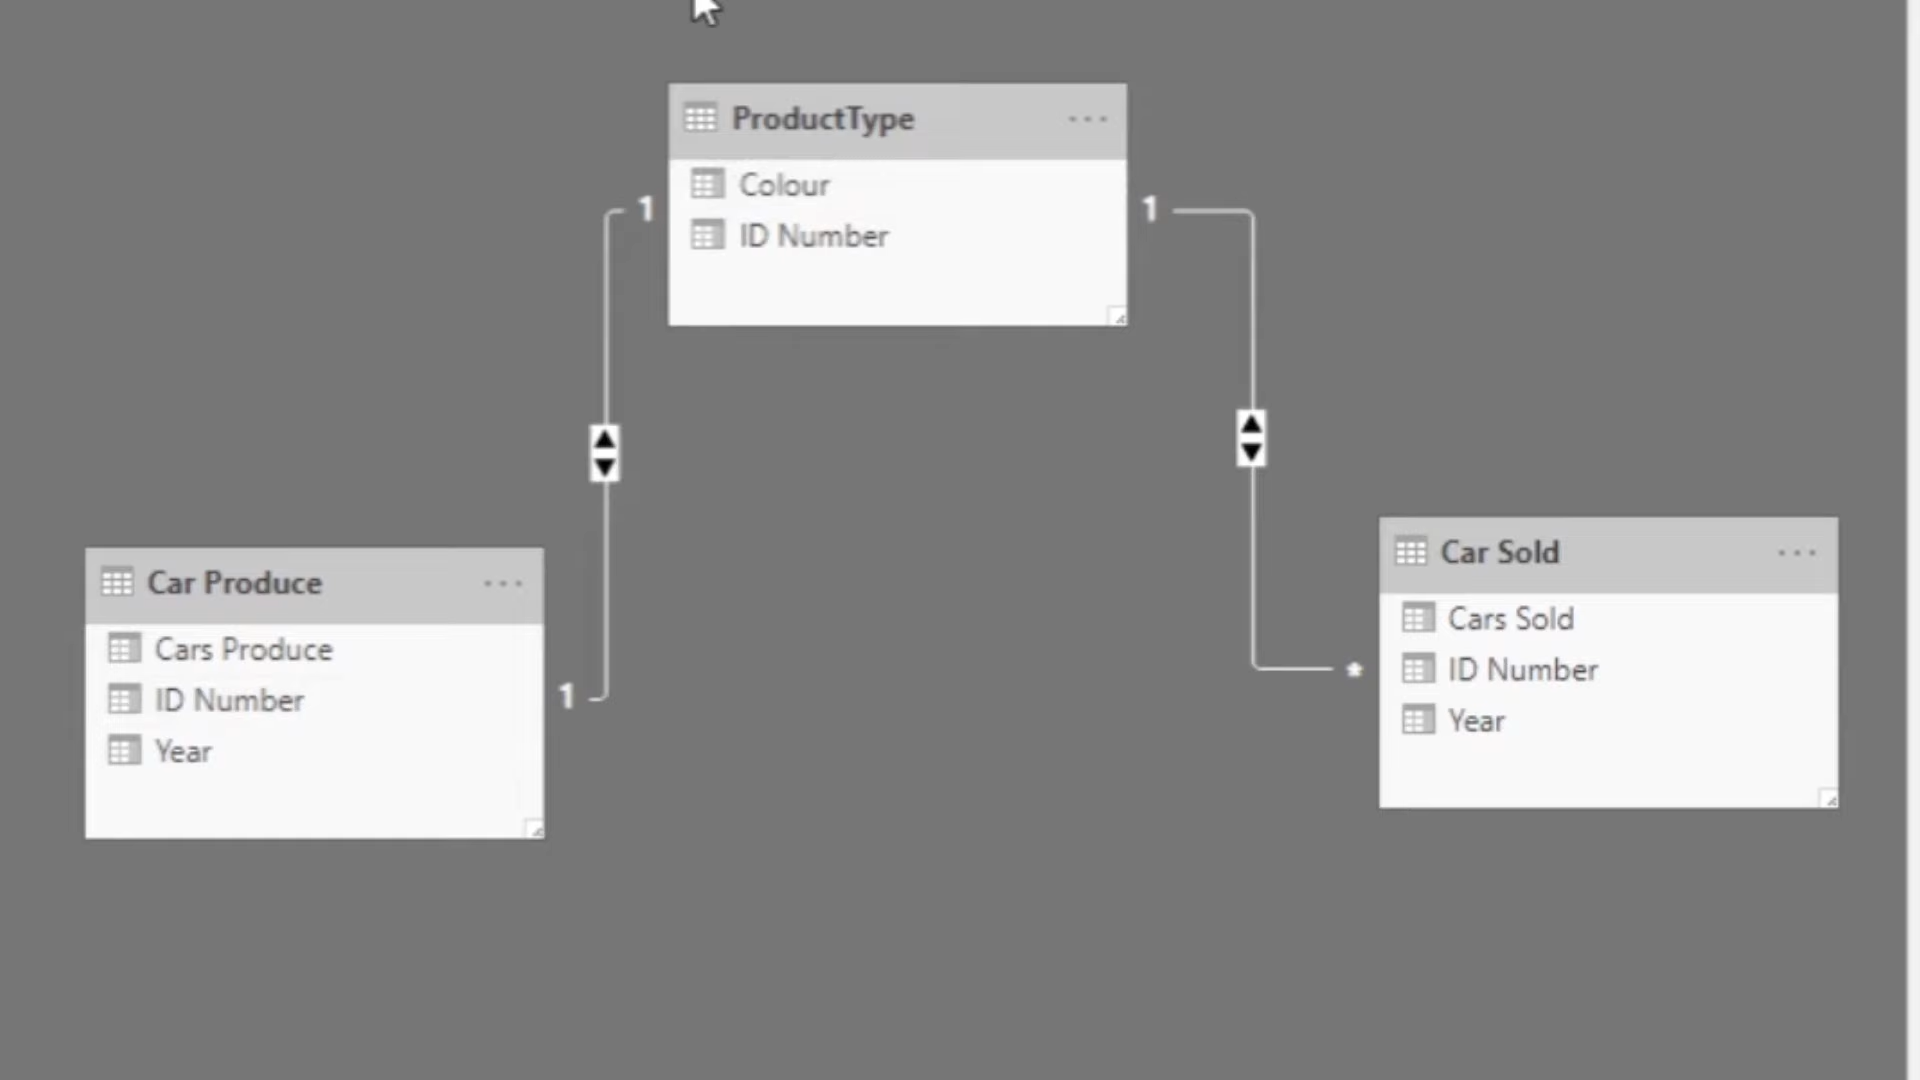 ProductType
Colour
ID Number
1
1
Car Produce
Cars Produce
ID Number
Year
1
Car Sold
Cars Sold
ID Number
Year
*